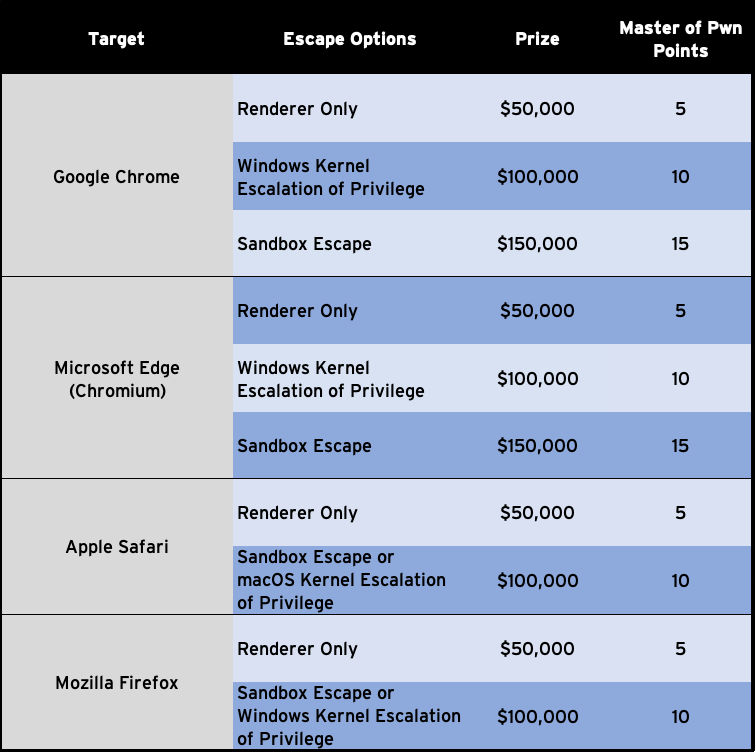 Target Escape Options Prize Master of Pwn
Points
Google Chrome
Renderer Only $50,000 5
Windows Kernel
Escalation of Privilege $100,000 10
Sandbox Escape $150,000 15
Microsoft Edge
(Chromium)
Renderer Only $50,000 5
Windows Kernel
Escalation of Privilege $100,000 10
Sandbox Escape $150,000 15
Apple Safari
Renderer Only $50,000 5
Sandbox Escape or
macOS Kernel Escalation $100,000 10
of Privilege
Mozilla Firefox
Renderer Only $50,000 5
Sandbox Escape or
Windows Kernel Escalation $100,000 10
of Privilege